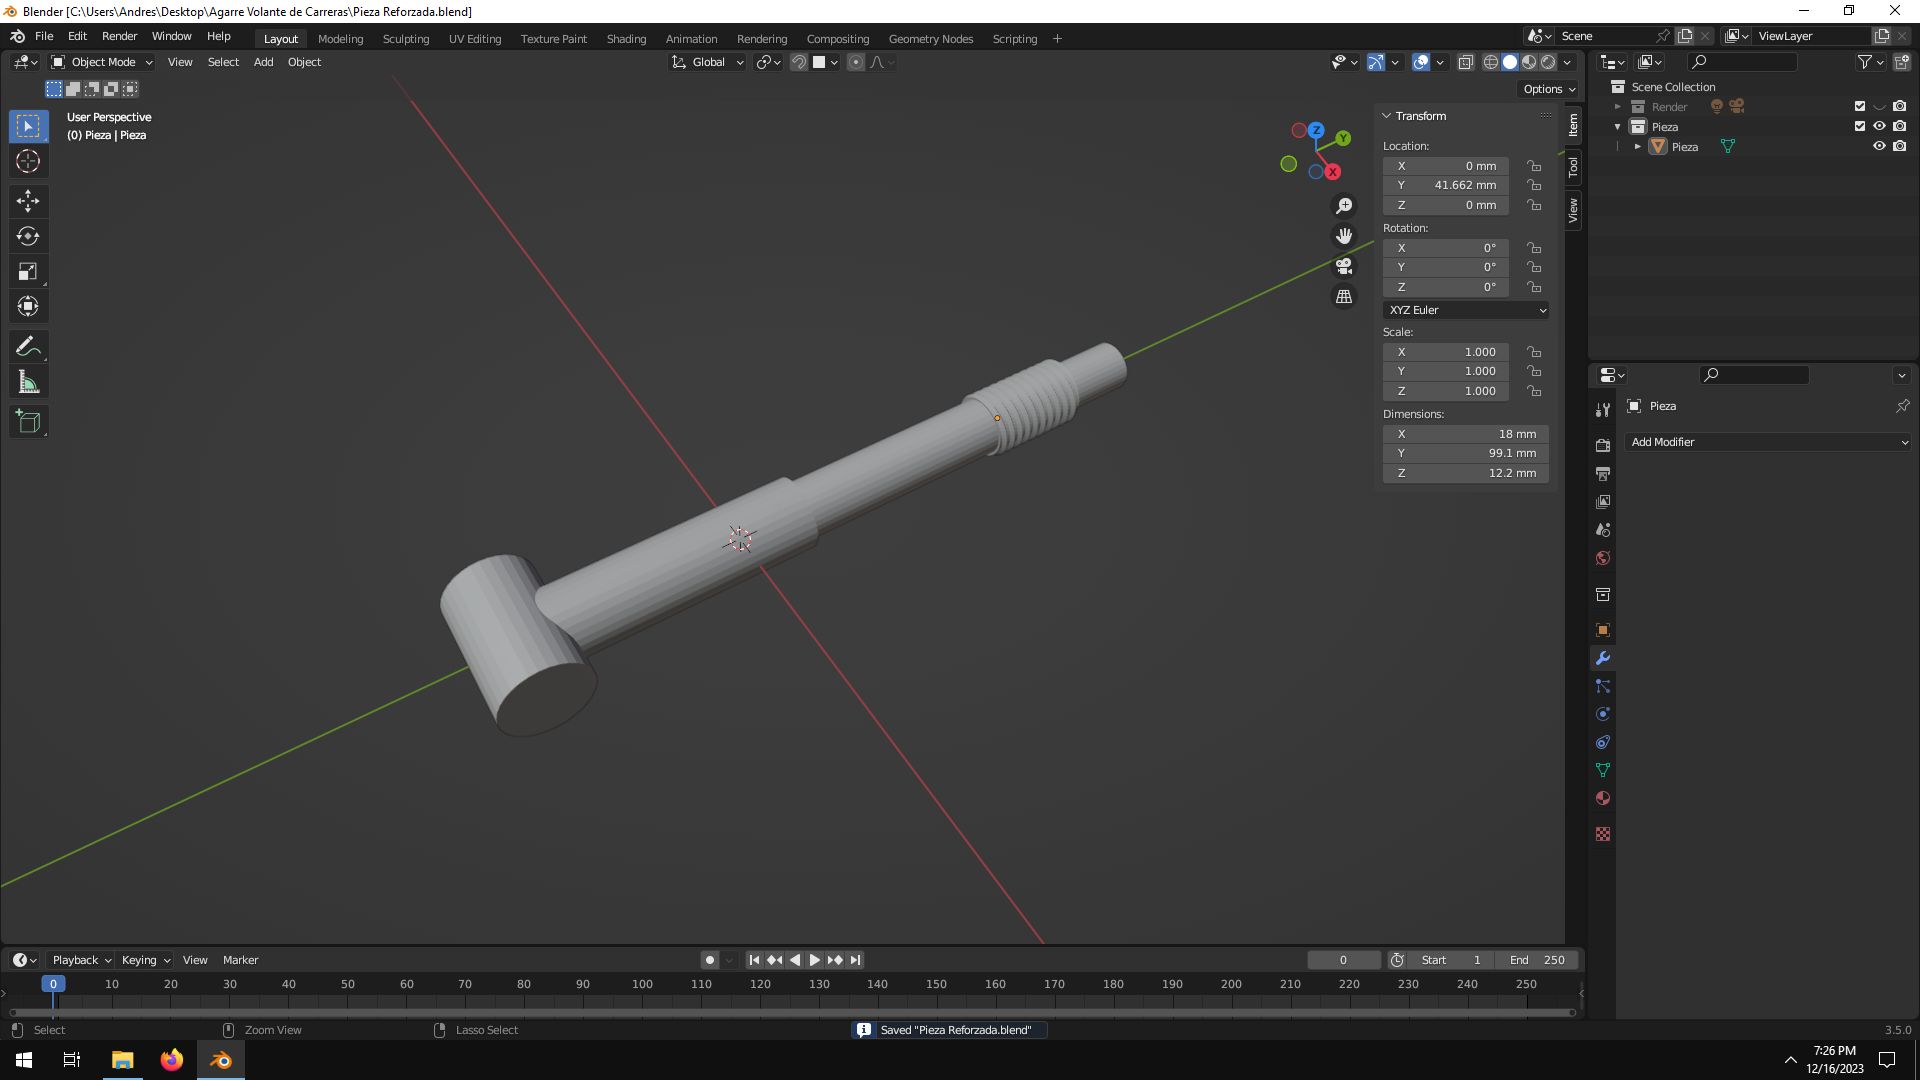 Blender [C:\Users\Andres\Desktop\Agarre Volante de Carreras\Pieza Reforzada.blend]
File Edit Render Window Help Layout Modeling Sculpting UV Editing Texture Paint Shading Animation Rendering Compositing Geometry Nodes Scripting + Scene ViewLayer
Object Mode View Select Add Object Global
Options
User Perspective
(0) Pieza | Pieza
Z
Y
X
Transform
Location:
X 0 mm
Y 41.662 mm
Z 0 mm
Rotation:
X 0°
Y 0°
Z 0°
XYZ Euler
Scale:
X 1.000
Y 1.000
Z 1.000
Dimensions:
X 18 mm
Y 99.1 mm
Z 12.2 mm
Item
Tool
View
Scene Collection
Render
Pieza
Pieza
Pieza
Add Modifier
Playback Keying View Marker 0 Start 1 End 250
0 10 20 30 40 50 60 70 80 90 100 110 120 130 140 150 160 170 180 190 200 210 220 230 240 250
Select Zoom View Lasso Select Saved "Pieza Reforzada.blend" 3.5.0
7:26 PM
12/16/2023